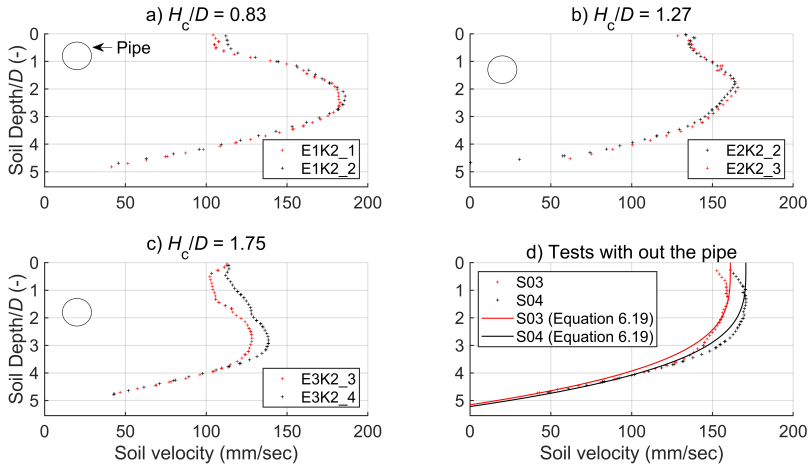 a) Hc/D = 0.83
Soil Depth/D (-)
0
1
2
3
4
5
Pipe
E1K2_1
E1K2_2
0 50 100 150 200
b) Hc/D = 1.27
0
1
2
3
4
5
E2K2_2
E2K2_3
0 50 100 150 200
c) Hc/D = 1.75
Soil Depth/D (-)
0
1
2
3
4
5
E3K2_3
E3K2_4
0 50 100 150 200
Soil velocity (mm/sec)
d) Tests with out the pipe
0
1
2
3
4
5
S03
S04
S03 (Equation 6.19)
S04 (Equation 6.19)
0 50 100 150 200
Soil velocity (mm/sec)